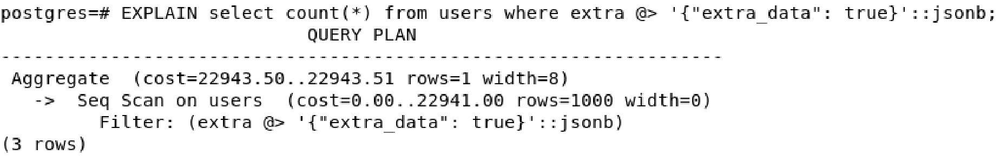 postgres=# EXPLAIN select count(*) from users where extra @> '{"extra_data": true}'::jsonb;
                            QUERY PLAN
------------------------------------------------------------------
 Aggregate  (cost=22943.50..22943.51 rows=1 width=8)
   ->  Seq Scan on users  (cost=0.00..22941.00 rows=1000 width=0)
         Filter: (extra @> '{"extra_data": true}'::jsonb)
(3 rows)